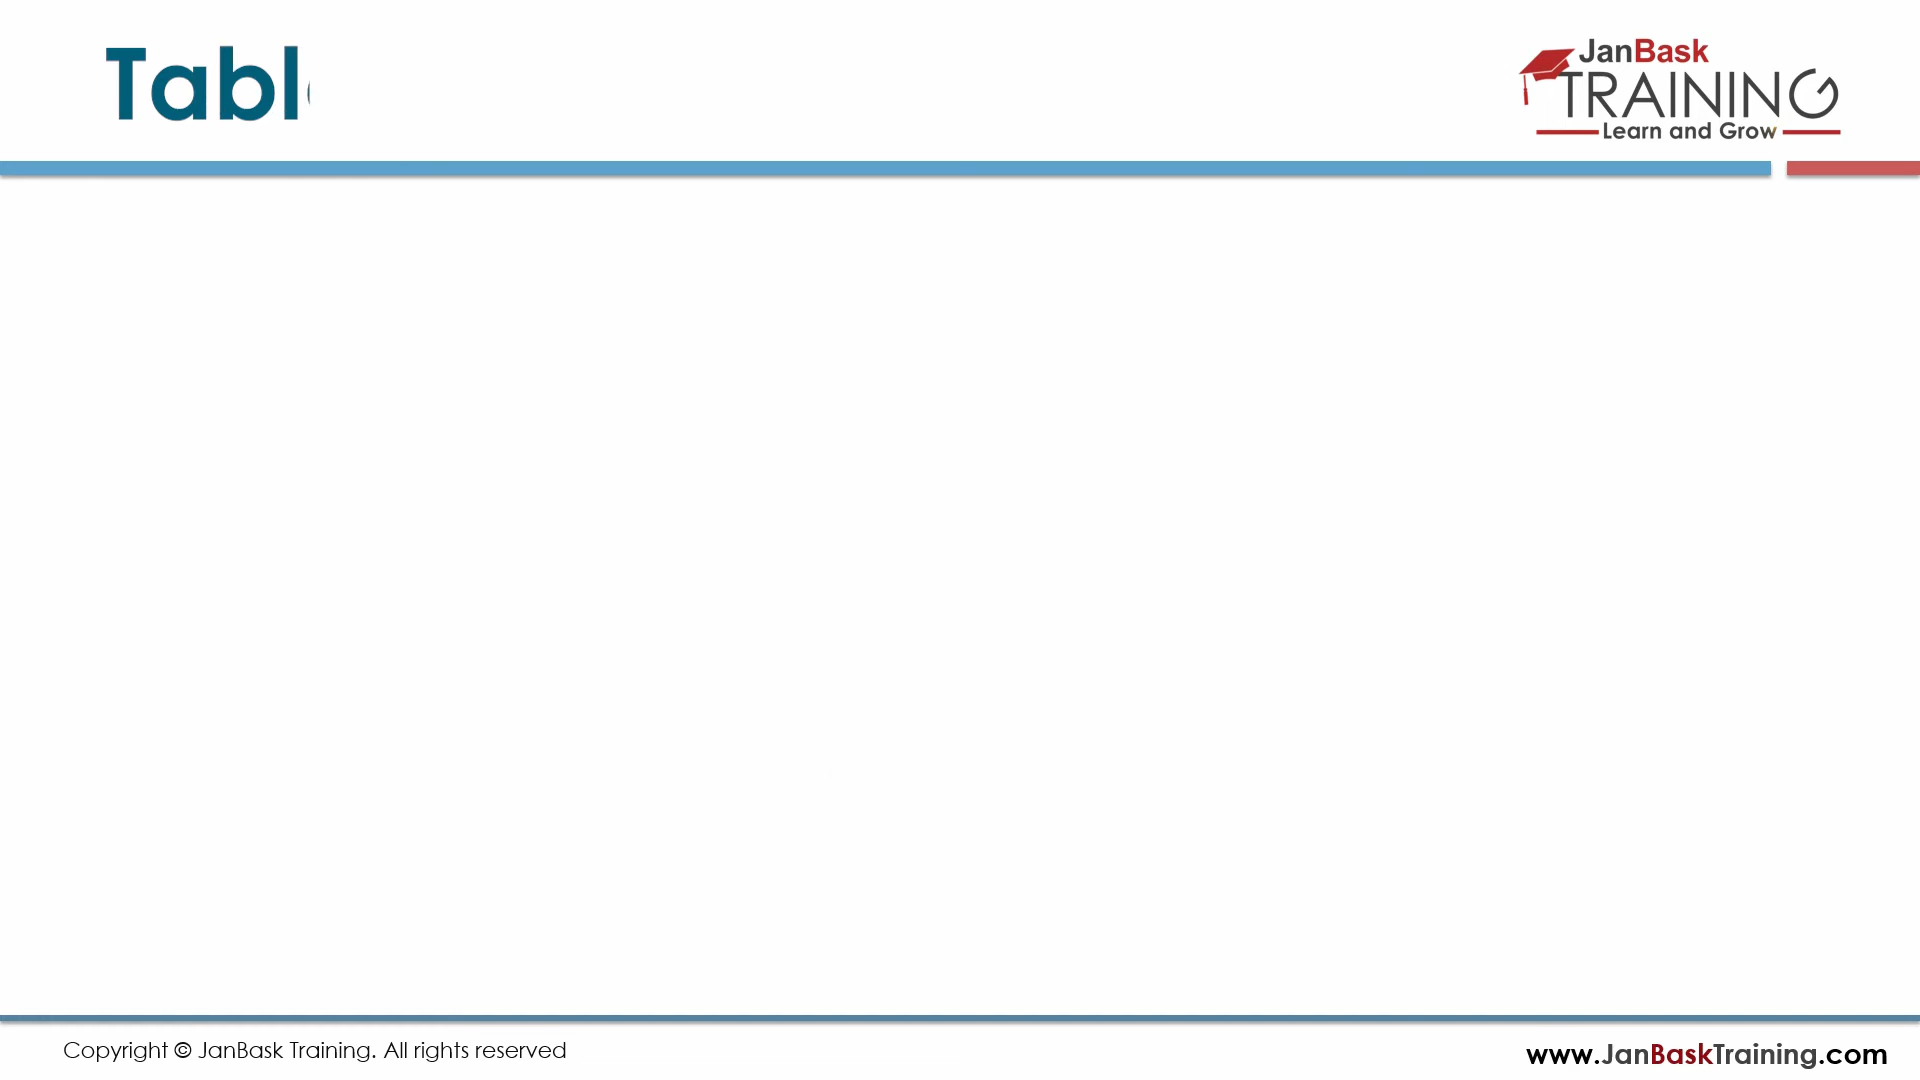 Tabl
JanBask
TRAINING
Learn and Grow
Copyright © JanBask Training. All rights reserved
www.JanBaskTraining.com